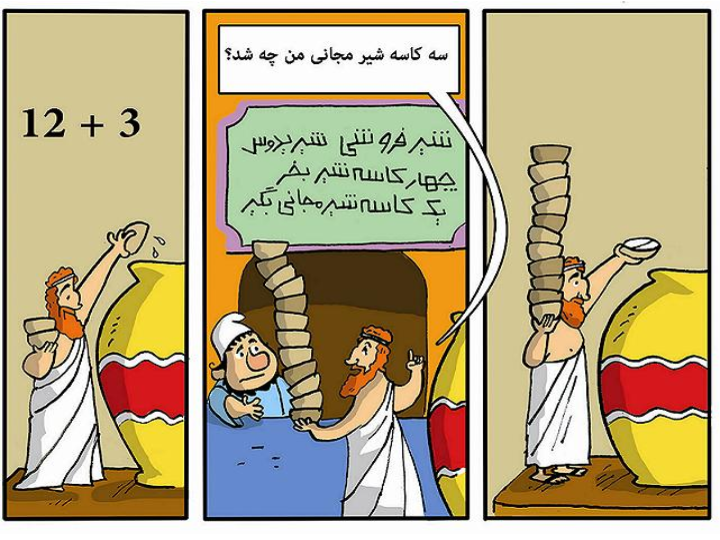 سه کاسه شیر مجانی من چه شد؟
شیر فروشی شیرپروس
چهار کاسه شیر بخر
یک کاسه شیر مجانی بگیر
12 + 3